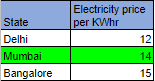 State Electricity price per KWhr
Delhi 12
Mumbai 14
Bangalore 15